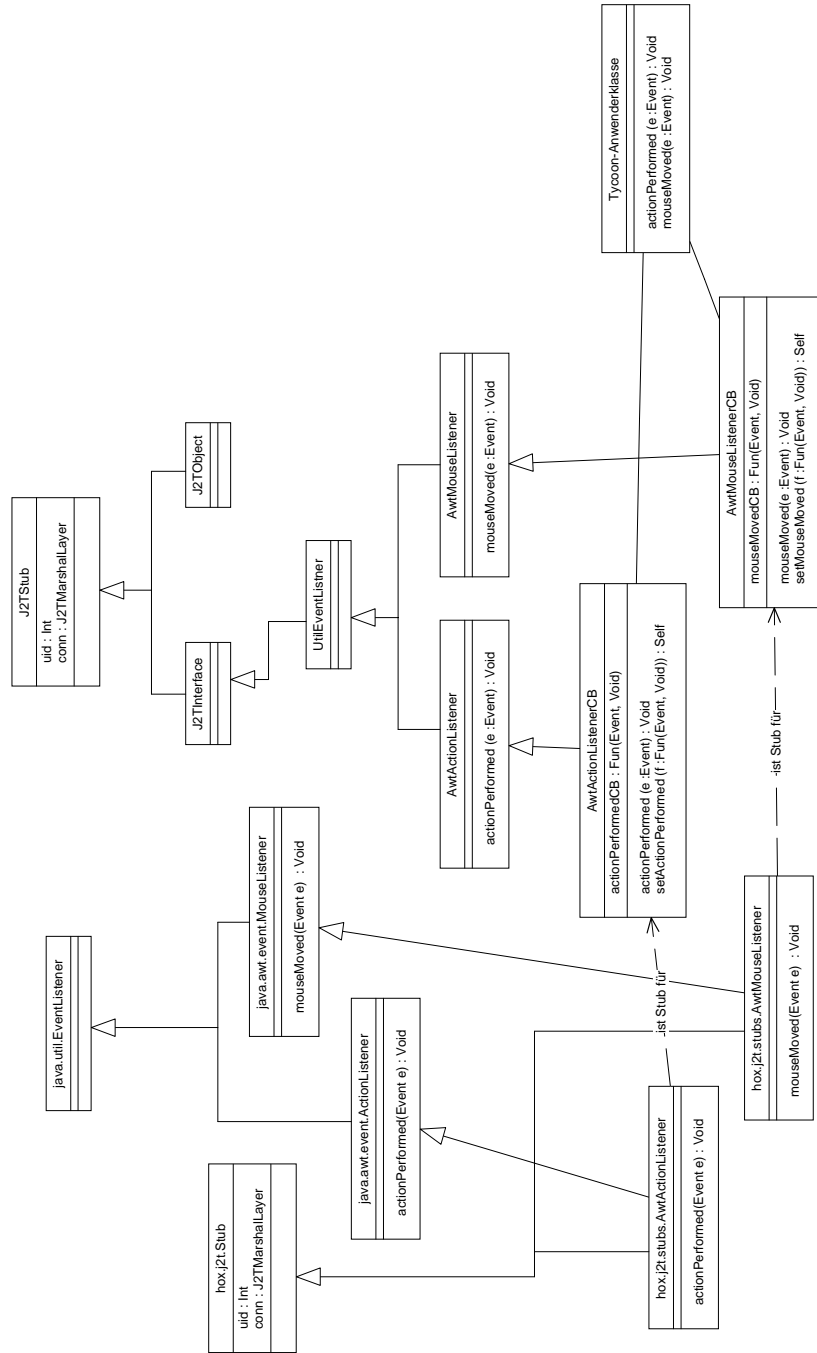 java.util.EventListener
J2TStub
uid : Int
conn : J2TMarshalLayer
hox.j2t.Stub
uid : Int
conn : J2TMarshalLayer
java.awt.event.MouseListener
mouseMoved(Event e) : Void
J2TInterface
J2TObject
java.awt.event.ActionListener
actionPerformed(Event e) : Void
UtilEventListner
AwtActionListener
actionPerformed (e :Event) : Void
AwtMouseListener
mouseMoved(e :Event) : Void
AwtActionListenerCB
actionPerformedCB : Fun(Event, Void)
actionPerformed (e :Event) : Void
setActionPerformed (f :Fun(Event, Void)) : Self
Tycoon-Anwenderklasse
actionPerformed (e :Event) : Void
mouseMoved(e :Event) : Void
hox.j2t.stubs.AwtActionListener
actionPerformed(Event e) : Void
ist Stub für
hox.j2t.stubs.AwtMouseListener
mouseMoved(Event e) : Void
ist Stub für
AwtMouseListenerCB
mouseMovedCB : Fun(Event, Void)
mouseMoved(e :Event) : Void
setMouseMoved (f :Fun(Event, Void)) : Self